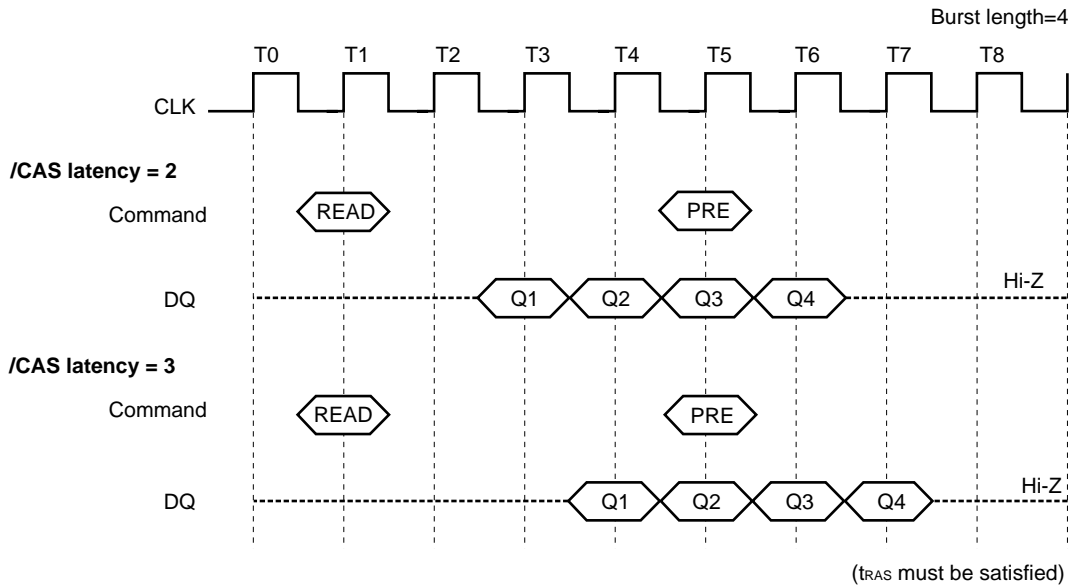 Burst length=4
T0 T1 T2 T3 T4 T5 T6 T7 T8
CLK
/CAS latency = 2
Command READ PRE
Hi-Z
DQ Q1 Q2 Q3 Q4
/CAS latency = 3
Command READ PRE
Hi-Z
DQ Q1 Q2 Q3 Q4
(tRAS must be satisfied)